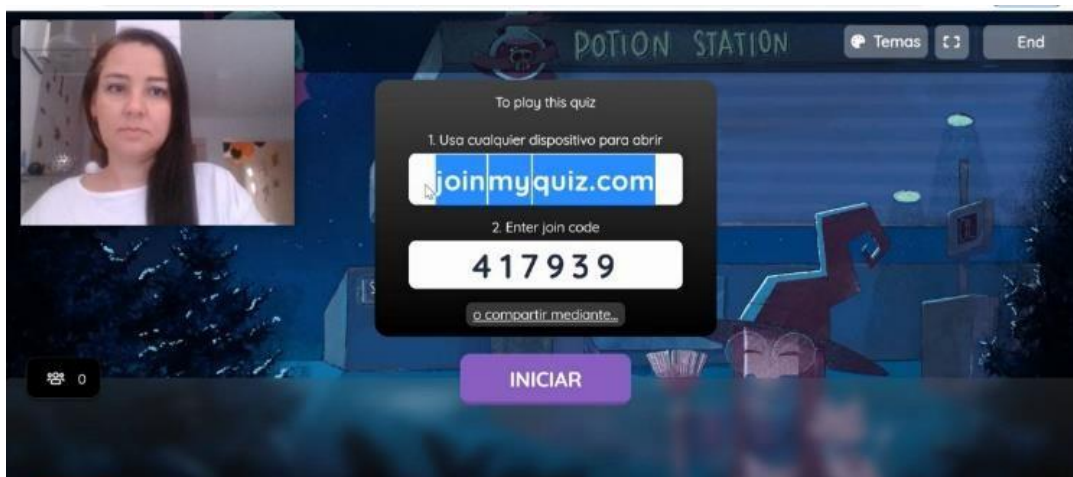 POTION STATION
Temas
End
To play this quiz
1. Usa cualquier dispositivo para abrir
joinmyquiz.com
2. Enter join code
417939
o compartir mediante...
INICIAR
0